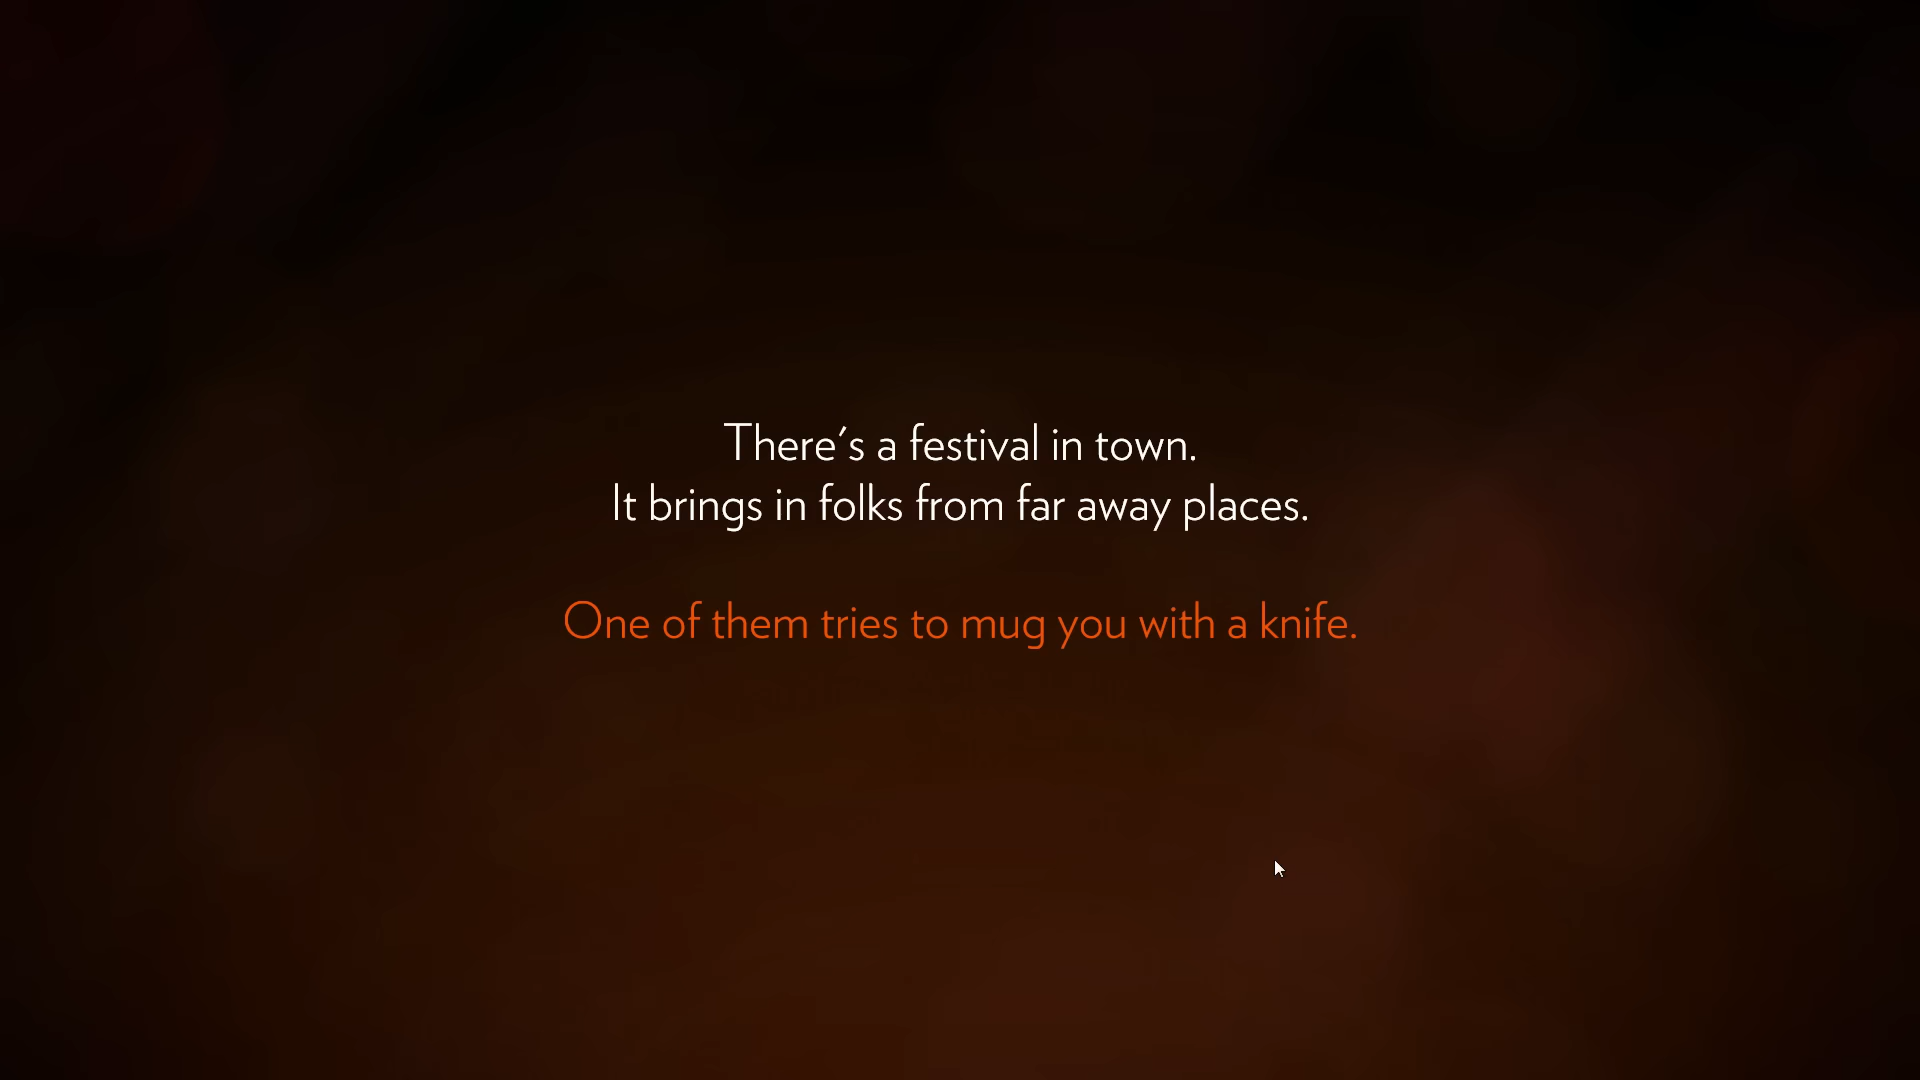 There's a festival in town.
It brings in folks from far away places.
One of them tries to mug you with a knife.